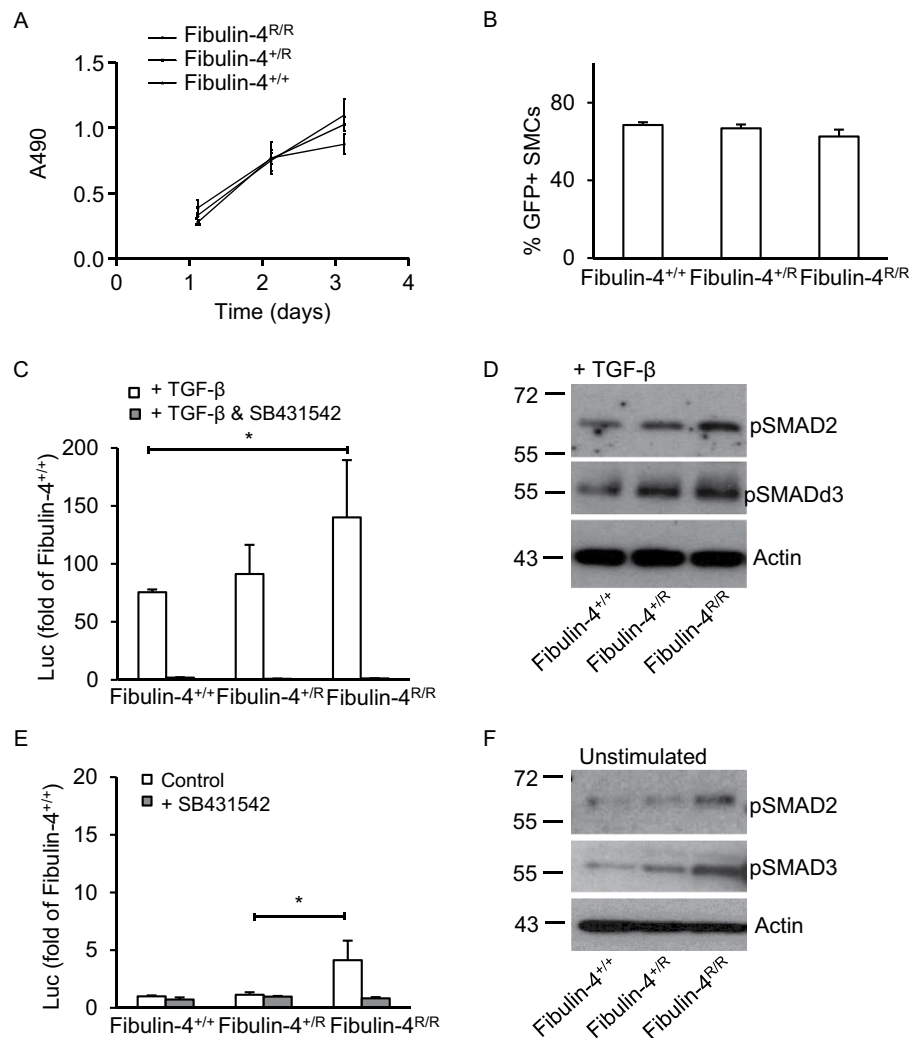 A
Fibulin-4R/R
Fibulin-4+/R
Fibulin-4+/+
1.5
1.0
0.5
0.0
A490
0 1 2 3 4
Time (days)
B
80
40
0
% GFP+ SMCs
Fibulin-4+/+ Fibulin-4+/R Fibulin-4R/R
C
+ TGF-β
+ TGF-β & SB431542
*
200
150
100
50
0
Luc (fold of Fibulin-4+/+)
Fibulin-4+/+ Fibulin-4+/R Fibulin-4R/R
D
+ TGF-β
72
pSMAD2
55
55
pSMADd3
43
Actin
Fibulin-4+/+ Fibulin-4+/R Fibulin-4R/R
E
Control
+ SB431542
*
20
15
10
5
0
Luc (fold of Fibulin-4+/+)
Fibulin-4+/+ Fibulin-4+/R Fibulin-4R/R
F
Unstimulated
72
pSMAD2
55
55
pSMAD3
43
Actin
Fibulin-4+/+ Fibulin-4+/R Fibulin-4R/R